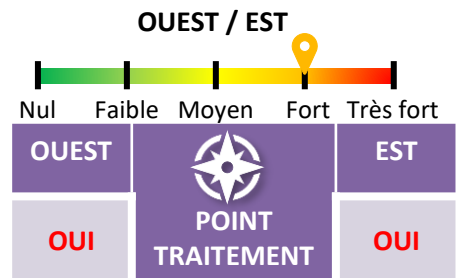 OUEST / EST
Nul Faible Moyen Fort Très fort
OUEST EST
POINT
TRAITEMENT
OUI OUI